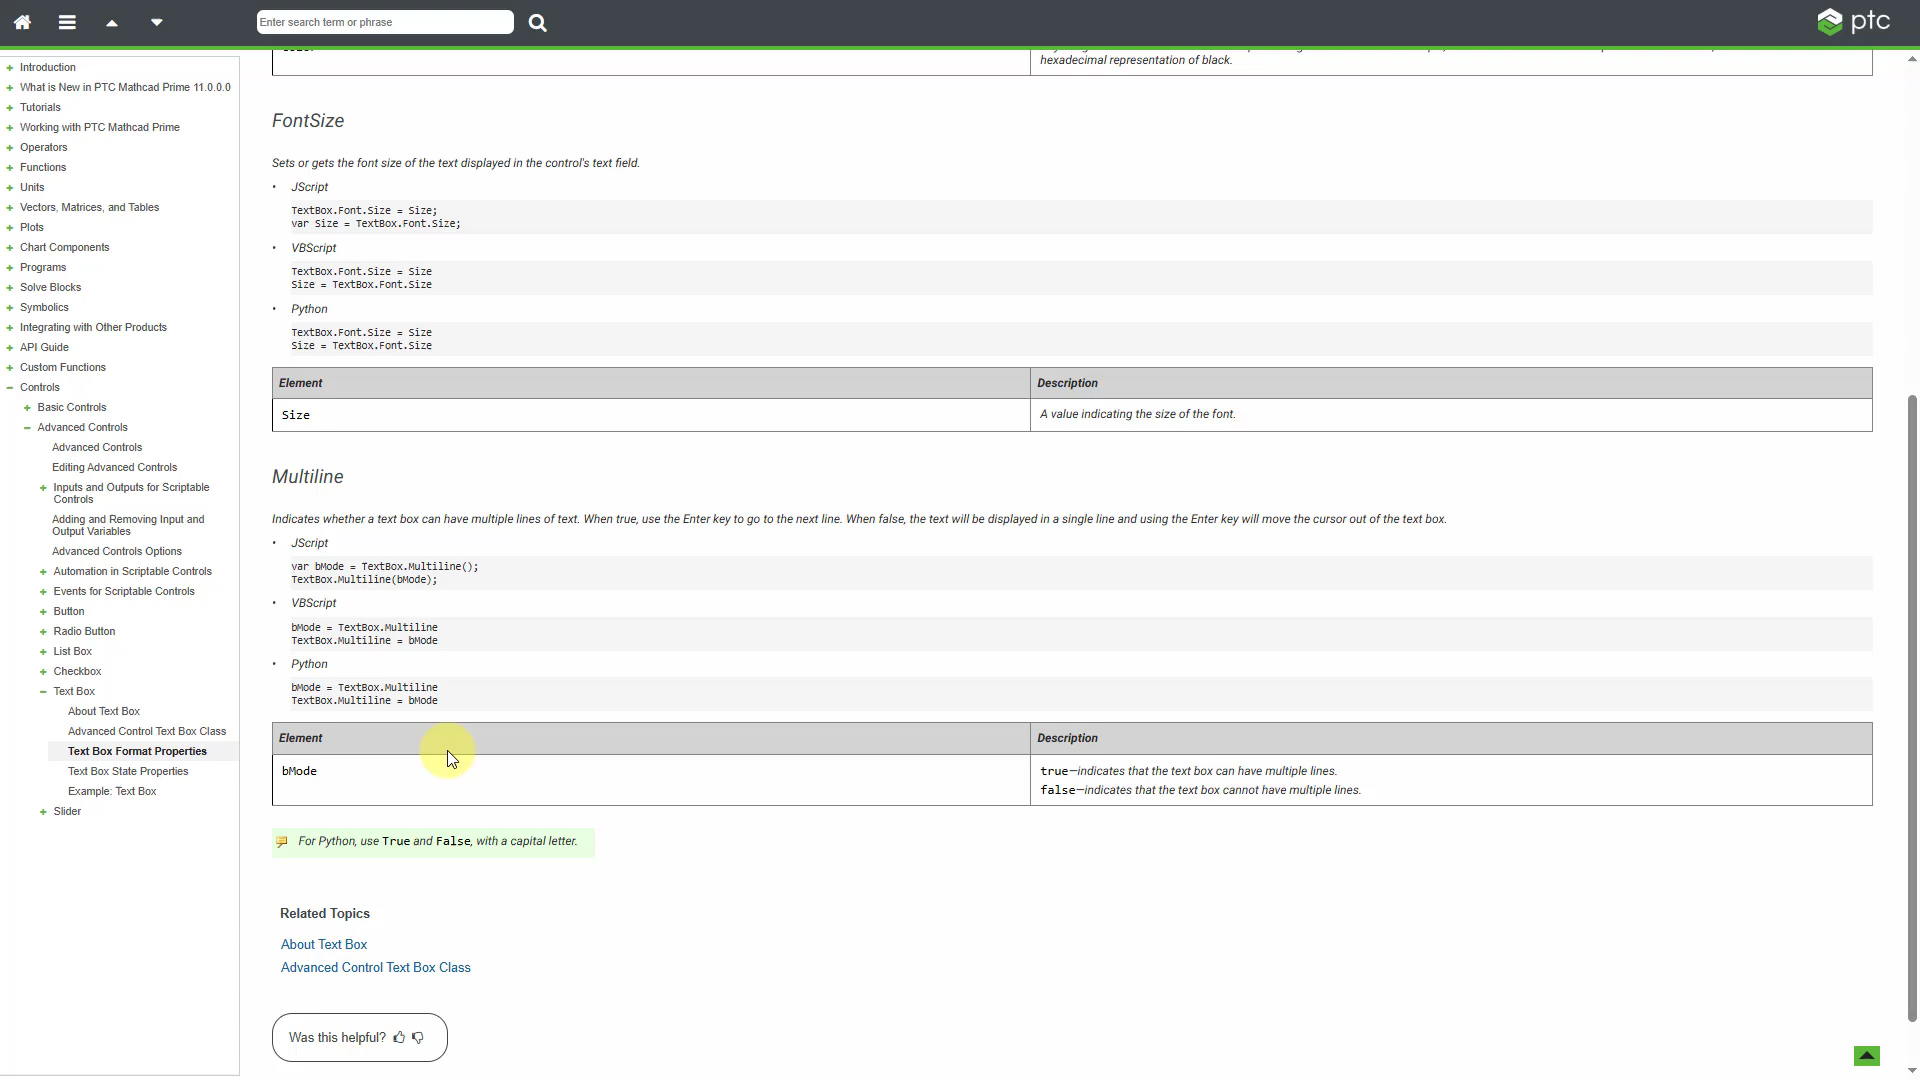 Enter search term or phrase
ptc
Introduction
What is New in PTC Mathcad Prime 11.0.0.0
Tutorials
Working with PTC Mathcad Prime
Operators
Functions
Units
Vectors, Matrices, and Tables
Plots
Chart Components
Programs
Solve Blocks
Symbolics
Integrating with Other Products
API Guide
Custom Functions
Controls
Basic Controls
Advanced Controls
Advanced Controls
Editing Advanced Controls
Inputs and Outputs for Scriptable
Controls
Adding and Removing Input and
Output Variables
Advanced Controls Options
Automation in Scriptable Controls
Events for Scriptable Controls
Button
Radio Button
List Box
Checkbox
Text Box
About Text Box
Advanced Control Text Box Class
Text Box Format Properties
Text Box State Properties
Example: Text Box
Slider
hexadecimal representation of black.
FontSize
Sets or gets the font size of the text displayed in the control's text field.
• JScript
TextBox.Font.Size = Size;
var Size = TextBox.Font.Size;
• VBScript
TextBox.Font.Size = Size
Size = TextBox.Font.Size
• Python
TextBox.Font.Size = Size
Size = TextBox.Font.Size
Element Description
Size A value indicating the size of the font.
Multiline
Indicates whether a text box can have multiple lines of text. When true, use the Enter key to go to the next line. When false, the text will be displayed in a single line and using the Enter key will move the cursor out of the text box.
• JScript
var bMode = TextBox.Multiline();
TextBox.Multiline(bMode);
• VBScript
bMode = TextBox.Multiline
TextBox.Multiline = bMode
• Python
bMode = TextBox.Multiline
TextBox.Multiline = bMode
Element Description
bMode true—indicates that the text box can have multiple lines.
false—indicates that the text box cannot have multiple lines.
For Python, use True and False, with a capital letter.
Related Topics
About Text Box
Advanced Control Text Box Class
Was this helpful?